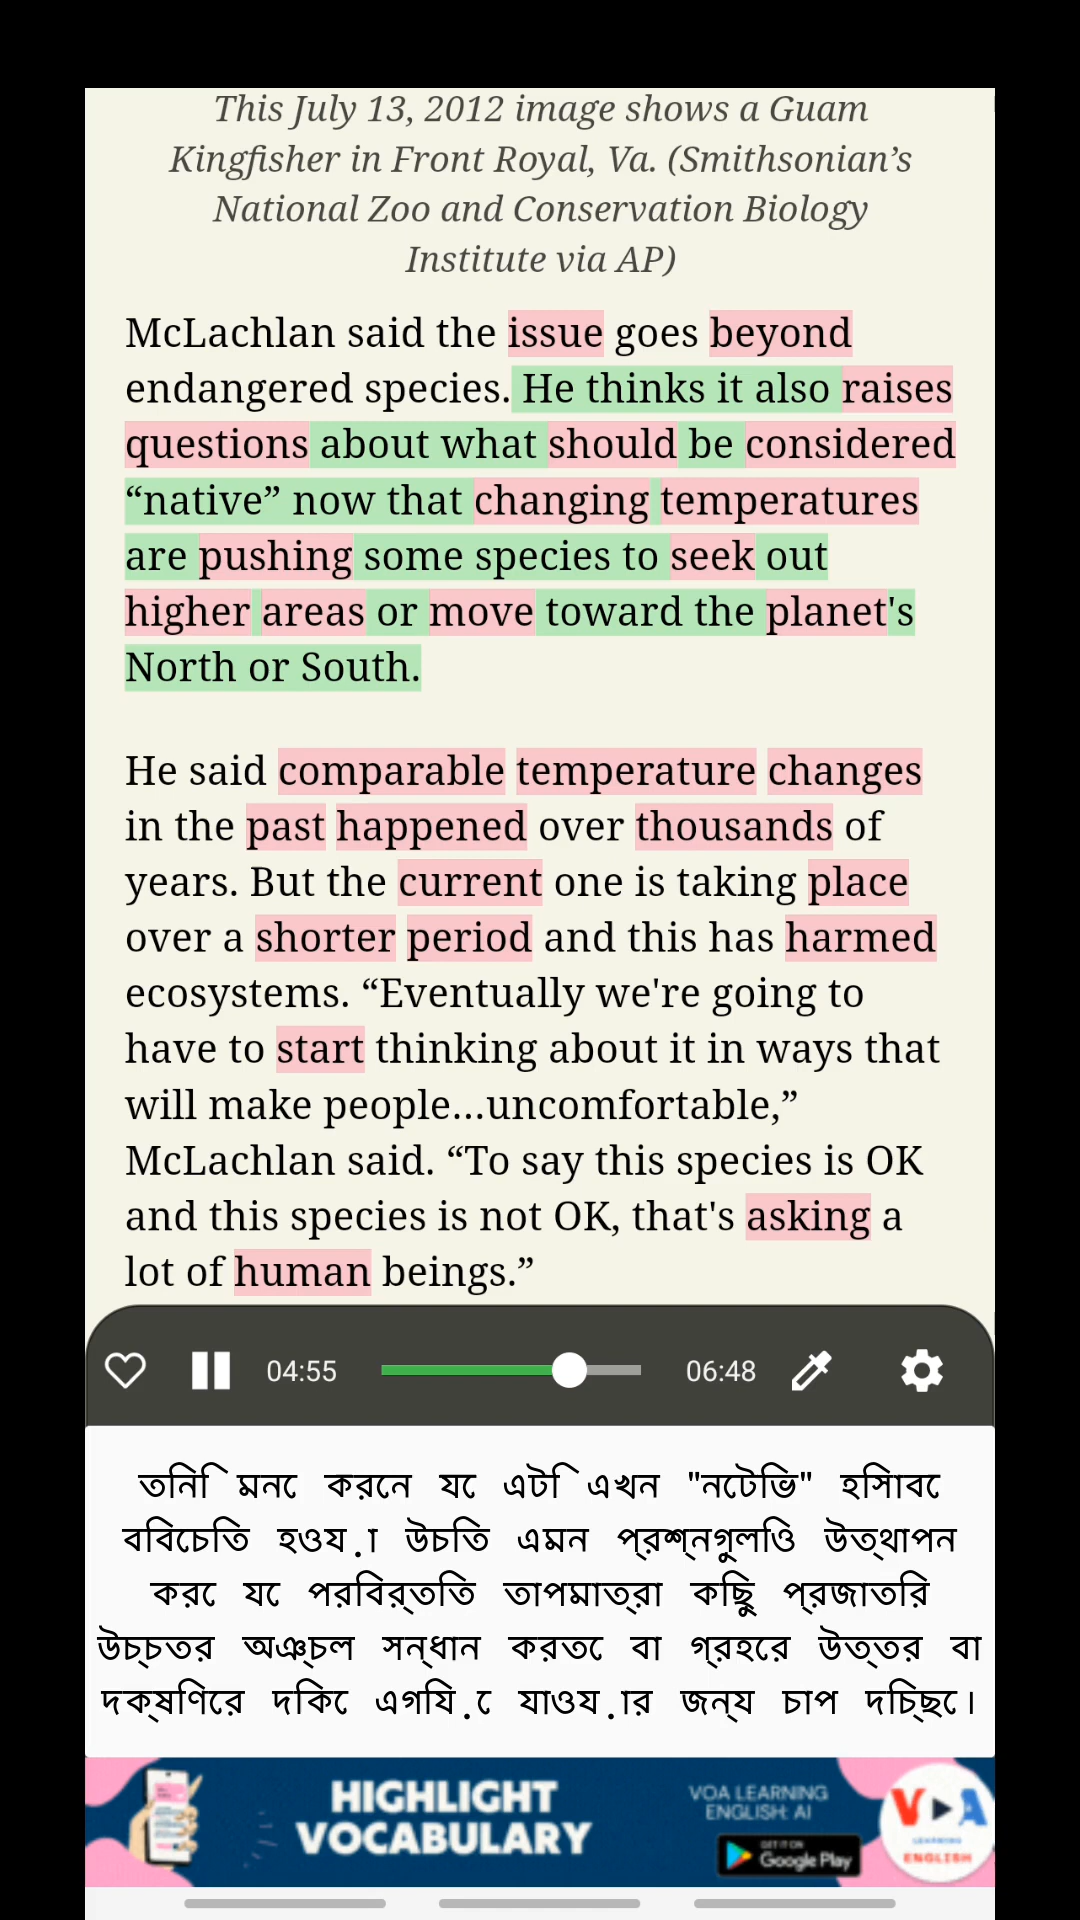 This July 13, 2012 image shows a Guam
Kingfisher in Front Royal, Va. (Smithsonian’s
National Zoo and Conservation Biology
Institute via AP)
McLachlan said the issue goes beyond
endangered species. He thinks it also raises
questions about what should be considered
“native” now that changing temperatures
are pushing some species to seek out
higher areas or move toward the planet's
North or South.
He said comparable temperature changes
in the past happened over thousands of
years. But the current one is taking place
over a shorter period and this has harmed
ecosystems. “Eventually we're going to
have to start thinking about it in ways that
will make people...uncomfortable,”
McLachlan said. “To say this species is OK
and this species is not OK, that's asking a
lot of human beings.”
04:55 06:48
তিনি মনে করেন যে এটি এখন "নেটিভ" হিসাবে
বিবেচিত হওয়া উচিত এমন প্রশ্নগুলিও উত্থাপন
করে যে পরিবর্তিত তাপমাত্রা কিছু প্রজাতির
উচ্চতর অঞ্চল সন্ধান করতে বা গ্রহের উত্তর বা
দক্ষিণের দিকে এগিয়ে যাওয়ার জন্য চাপ দিচ্ছে।
HIGHLIGHT
VOCABULARY
VOA LEARNING
ENGLISH: AI
GET IT ON
Google Play
VOA
LEARNING
ENGLISH